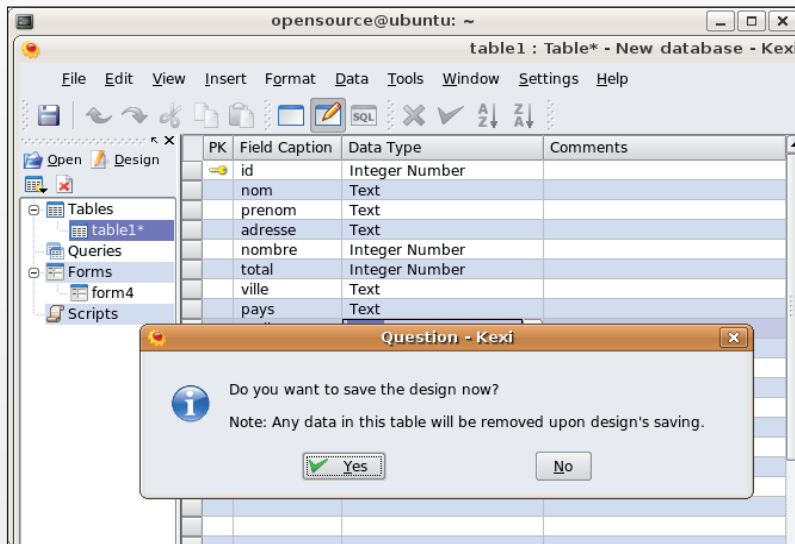 opensource@ubuntu: ~
table1 : Table* - New database - Kexi
File Edit View Insert Format Data Tools Window Settings Help
SQL A Z Z A
Open Design
PK Field Caption Data Type Comments
id Integer Number
nom Text
prenom Text
adresse Text
nombre Integer Number
total Integer Number
ville Text
pays Text
Tables
table1*
Queries
Forms
form4
Scripts
Question - Kexi
Do you want to save the design now?
Note: Any data in this table will be removed upon design's saving.
Yes No